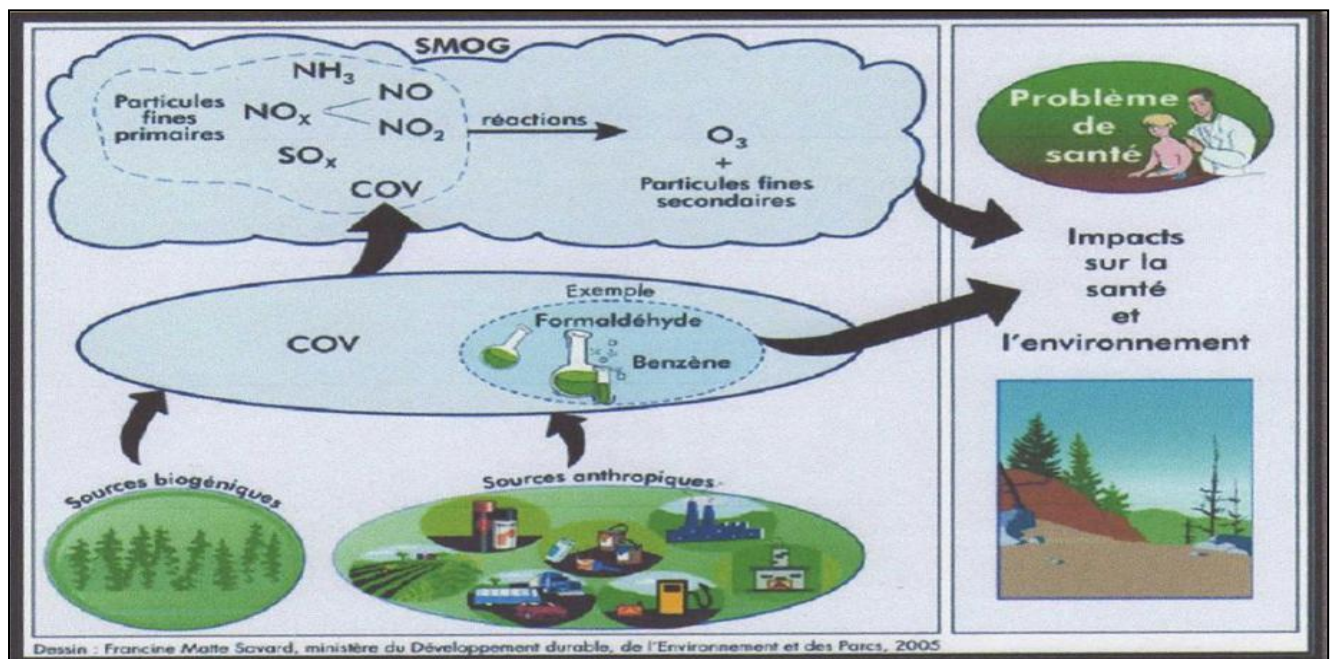 SMOG
Particules
fines
primaires
NH₃
NOₓ
NO
NO₂
SOₓ
COV
réactions
O₃
+
Particules fines
secondaires
COV
Exemple
Formaldéhyde
Benzène
Sources biogéniques
Sources anthropiques
Problème
de
santé
Impacts
sur la
santé
et
l'environnement
Dessin : Francine Matte Savard, ministère du Développement durable, de l'Environnement et des Parcs, 2005